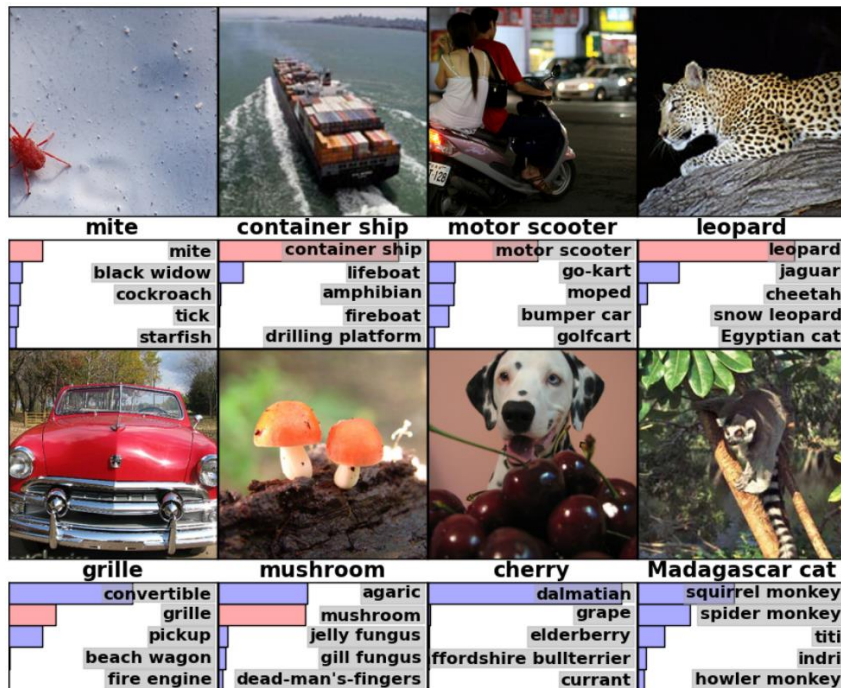 mite
container ship
motor scooter
leopard
mite
black widow
cockroach
tick
starfish
container ship
lifeboat
amphibian
fireboat
drilling platform
motor scooter
go-kart
moped
bumper car
golfcart
leopard
jaguar
cheetah
snow leopard
Egyptian cat
grille
mushroom
cherry
Madagascar cat
convertible
grille
pickup
beach wagon
fire engine
agaric
mushroom
jelly fungus
gill fungus
dead-man's-fingers
dalmatian
grape
elderberry
ffordshire bullterrier
currant
squirrel monkey
spider monkey
titi
indri
howler monkey